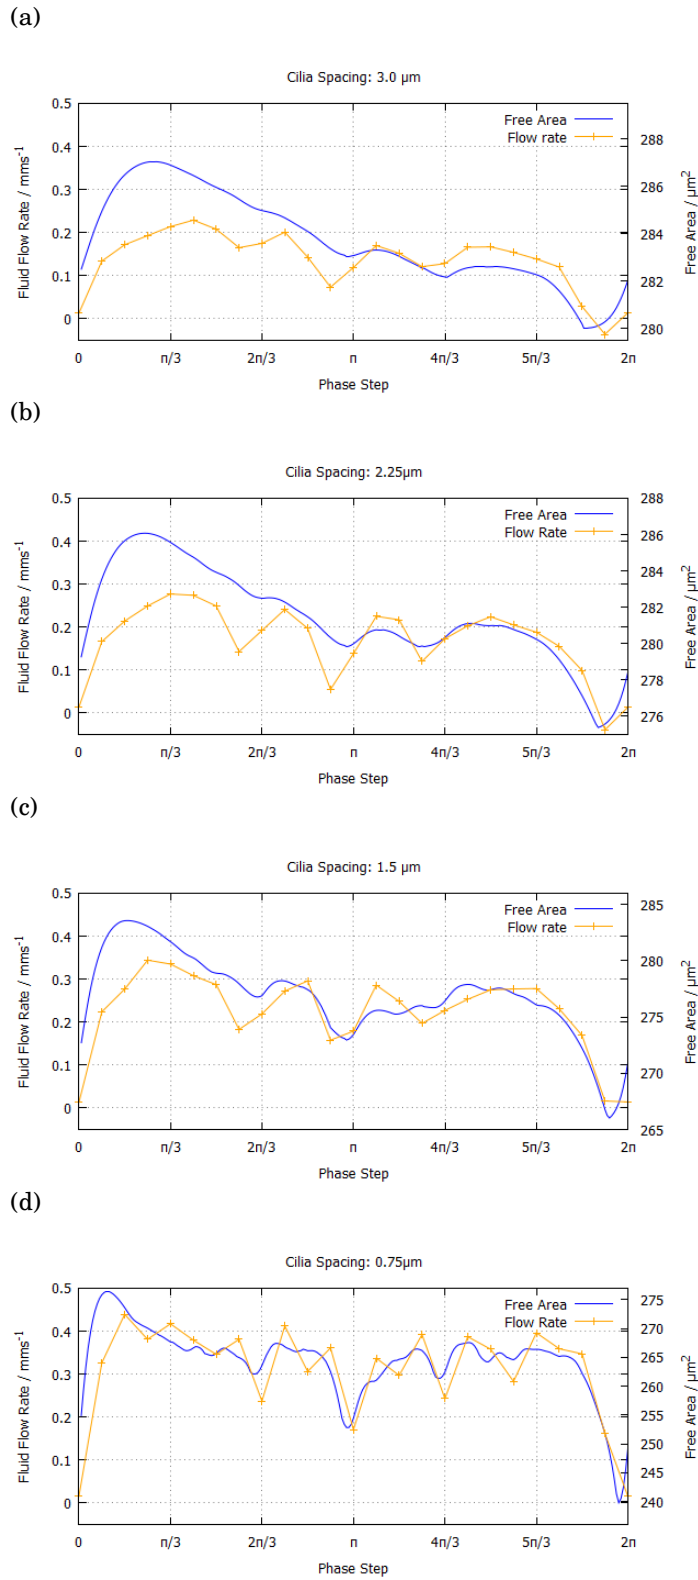 (a)
Cilia Spacing: 3.0 μm
Free Area
Flow rate
Fluid Flow Rate / mms-1
0.5
0.4
0.3
0.2
0.1
0
288
286
284
282
280
Free Area / μm2
0 π/3 2π/3 π 4π/3 5π/3 2π
Phase Step
(b)
Cilia Spacing: 2.25μm
Free Area
Flow Rate
Fluid Flow Rate / mms-1
0.5
0.4
0.3
0.2
0.1
0
288
286
284
282
280
278
276
Free Area / μm2
0 π/3 2π/3 π 4π/3 5π/3 2π
Phase Step
(c)
Cilia Spacing: 1.5 μm
Free Area
Flow rate
Fluid Flow Rate / mms-1
0.5
0.4
0.3
0.2
0.1
0
285
280
275
270
265
Free Area / μm2
0 π/3 2π/3 π 4π/3 5π/3 2π
Phase Step
(d)
Cilia Spacing: 0.75μm
Free Area
Flow Rate
Fluid Flow Rate / mms-1
0.5
0.4
0.3
0.2
0.1
0
275
270
265
260
255
250
245
240
Free Area / μm2
0 π/3 2π/3 π 4π/3 5π/3 2π
Phase Step